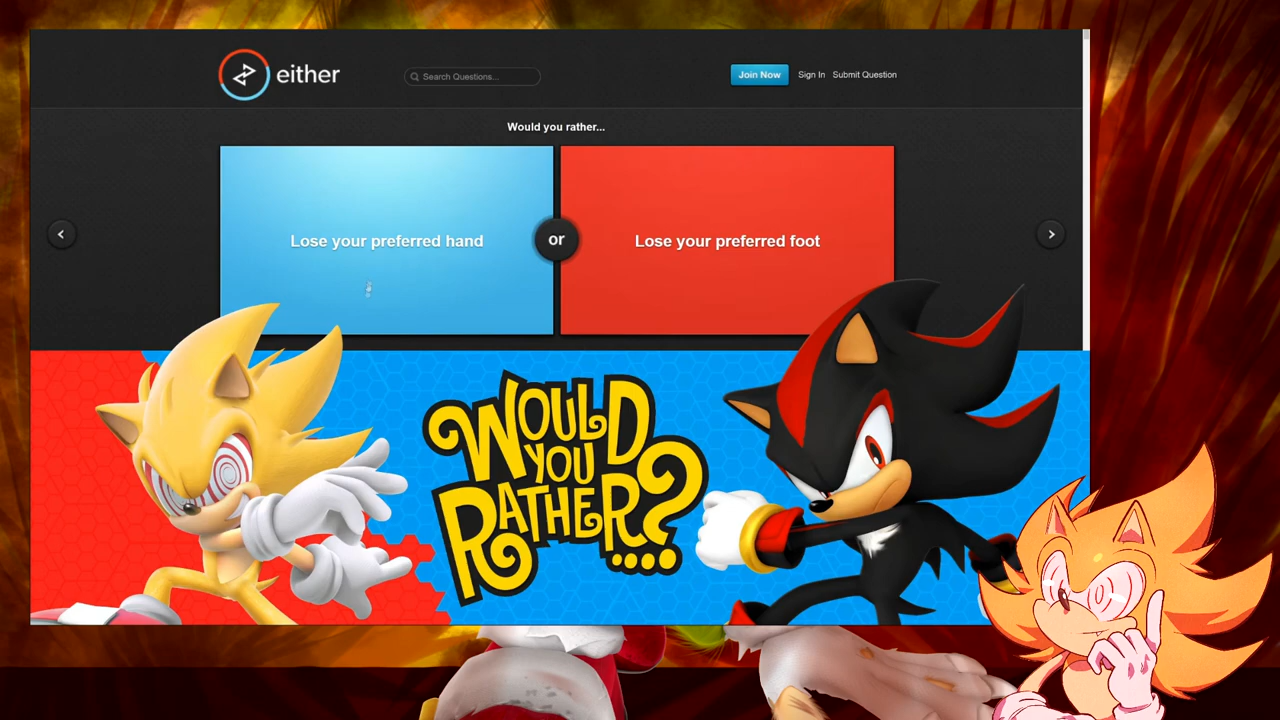 either
Search Questions...
Join Now
Sign In
Submit Question
Would you rather...
Lose your preferred hand
or
Lose your preferred foot
WOULD
YOU
RATHER...?